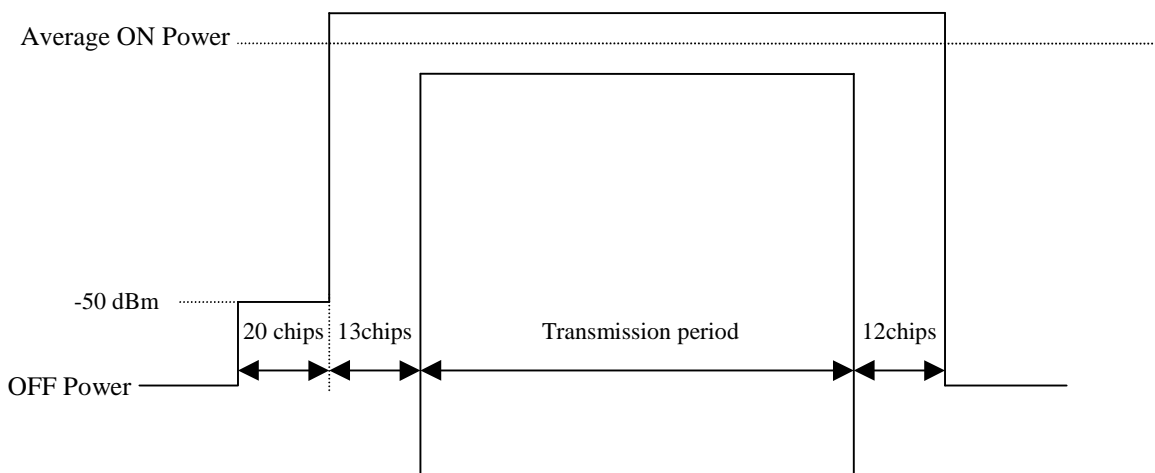 Average ON Power
-50 dBm
20 chips 13chips Transmission period 12chips
OFF Power